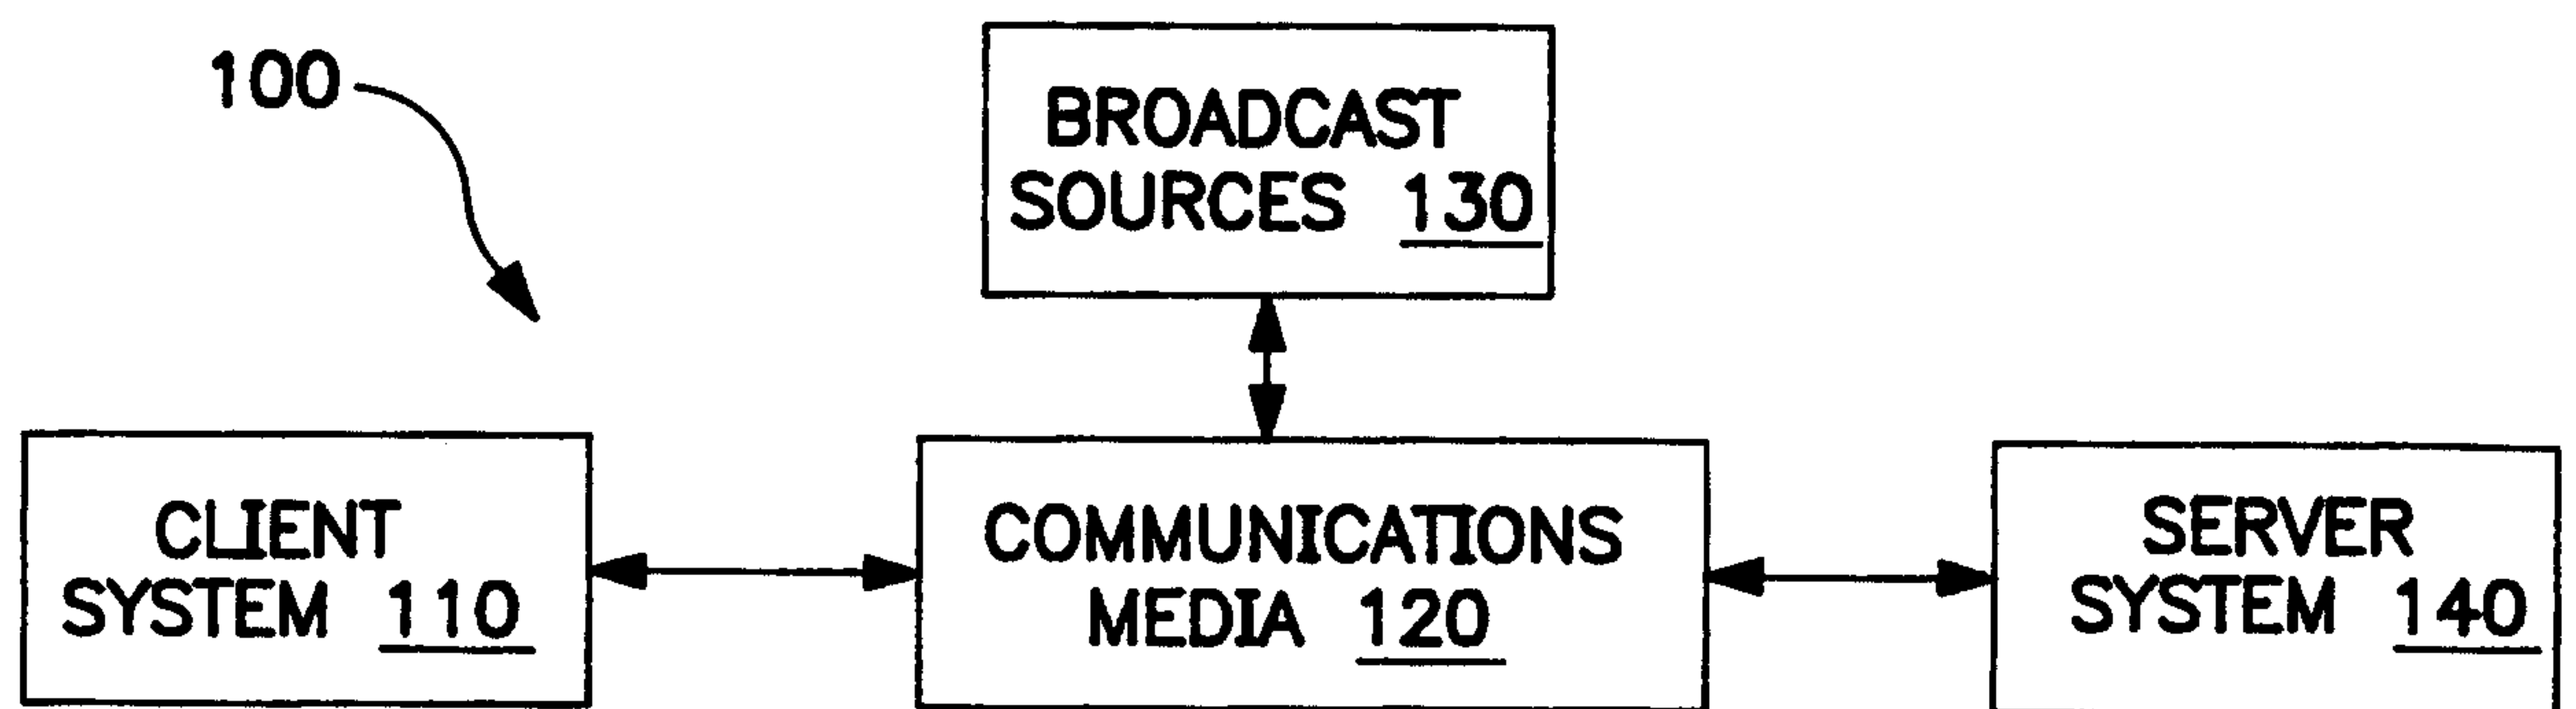 100
BROADCAST
SOURCES 130
CLIENT
SYSTEM 110
COMMUNICATIONS
MEDIA 120
SERVER
SYSTEM 140